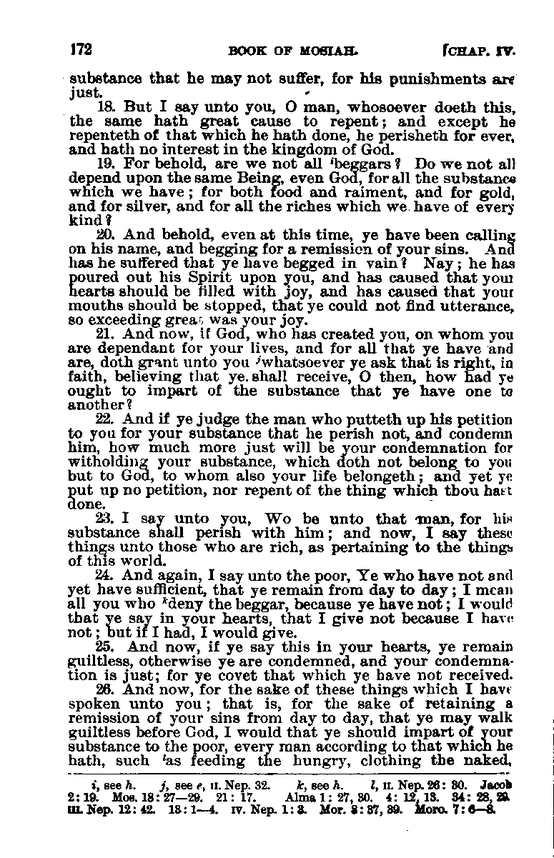 172 BOOK OF MOSIAH. [CHAP. IV.
substance that he may not suffer, for his punishments are
just.
18. But I say unto you, O man, whosoever doeth this,
the same hath great cause to repent; and except he
repenteth of that which he hath done, he perisheth for ever,
and hath no interest in the kingdom of God.
19. For behold, are we not all ⁱbeggars? Do we not all
depend upon the same Being, even God, for all the substance
which we have; for both food and raiment, and for gold,
and for silver, and for all the riches which we have of every
kind?
20. And behold, even at this time, ye have been calling
on his name, and begging for a remission of your sins. And
has he suffered that ye have begged in vain? Nay; he has
poured out his Spirit upon you, and has caused that your
hearts should be filled with joy, and has caused that your
mouths should be stopped, that ye could not find utterance,
so exceeding great was your joy.
21. And now, if God, who has created you, on whom you
are dependant for your lives, and for all that ye have and
are, doth grant unto you ʲwhatsoever ye ask that is right, in
faith, believing that ye shall receive, O then, how had ye
ought to impart of the substance that ye have one to
another?
22. And if ye judge the man who putteth up his petition
to you for your substance that he perish not, and condemn
him, how much more just will be your condemnation for
witholding your substance, which doth not belong to you
but to God, to whom also your life belongeth; and yet ye
put up no petition, nor repent of the thing which thou hast
done.
23. I say unto you, Wo be unto that man, for his
substance shall perish with him; and now, I say these
things unto those who are rich, as pertaining to the things
of this world.
24. And again, I say unto the poor, Ye who have not and
yet have sufficient, that ye remain from day to day; I mean
all you who ᵏdeny the beggar, because ye have not; I would
that ye say in your hearts, that I give not because I have
not; but if I had, I would give.
25. And now, if ye say this in your hearts, ye remain
guiltless, otherwise ye are condemned, and your condemna-
tion is just; for ye covet that which ye have not received.
26. And now, for the sake of these things which I have
spoken unto you; that is, for the sake of retaining a
remission of your sins from day to day, that ye may walk
guiltless before God, I would that ye should impart of your
substance to the poor, every man according to that which he
hath, such ˡas feeding the hungry, clothing the naked,
i, see h. j, see e, II. Nep. 32. k, see h. l, II. Nep. 26: 30. Jacob
2: 19. Mos. 18: 27—29. 21: 17. Alma 1: 27, 30. 4: 12, 13. 34: 28, 29.
III. Nep. 12: 42. 13: 1—4. IV. Nep. 1: 3. Mor. 8: 37, 39. Moro. 7: 6—8.